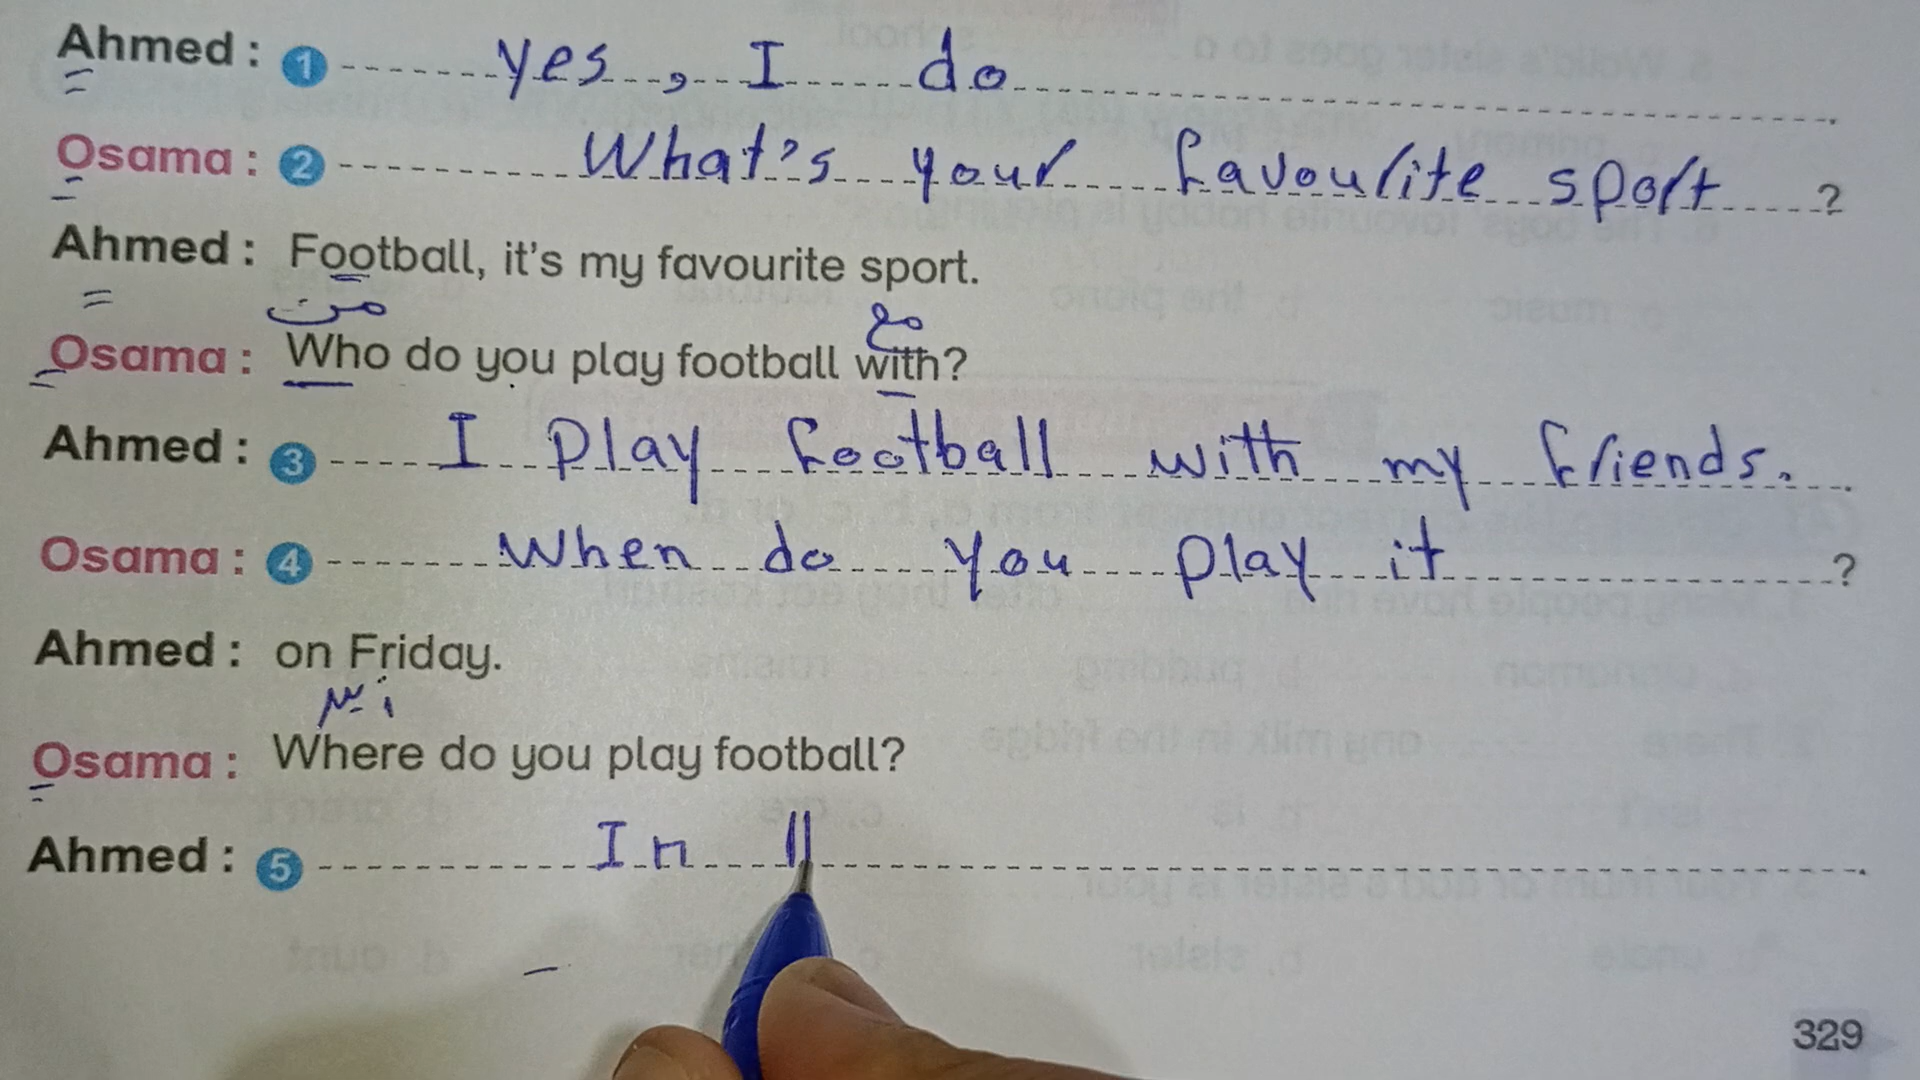 Ahmed : 1 yes , I do
Osama : 2 What's your favourite sport ?
Ahmed : Football, it's my favourite sport.
من مع
Osama : Who do you play football with?
Ahmed : 3 I play football with my friends.
Osama : 4 When do you play it ?
Ahmed : on Friday.
Osama : Where do you play football?
Ahmed : 5 In
329